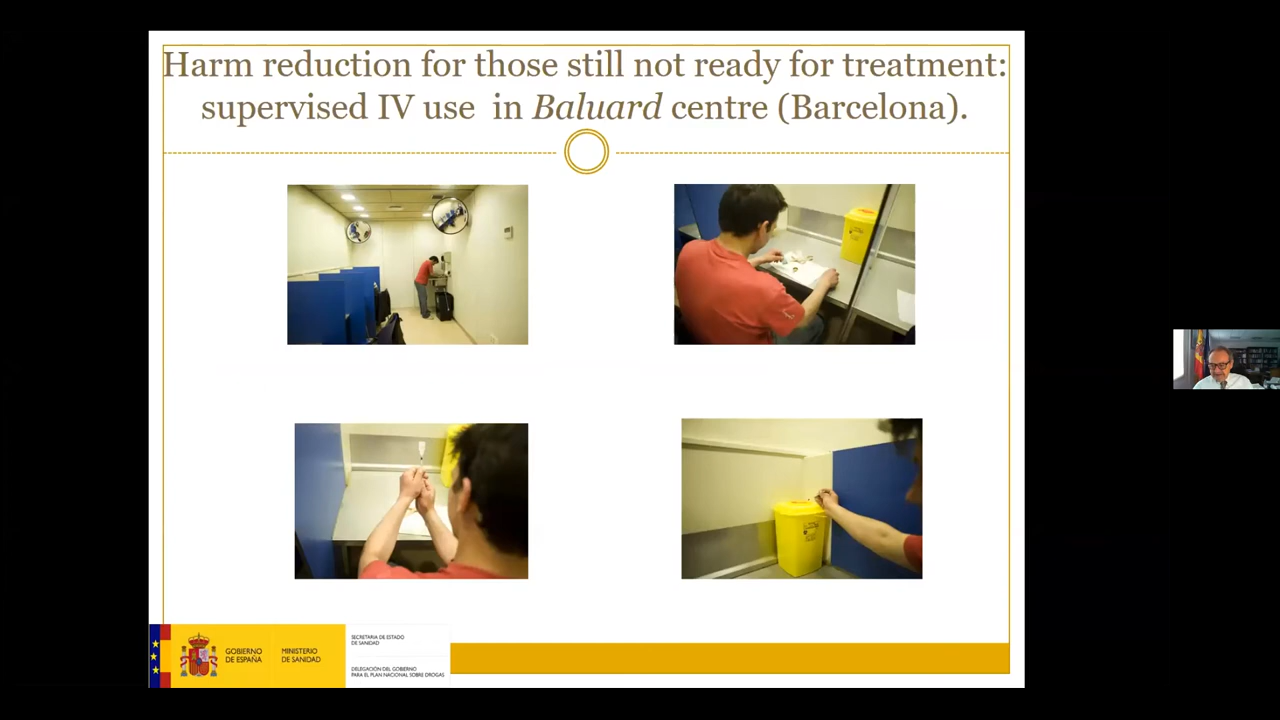 Harm reduction for those still not ready for treatment:
supervised IV use in Baluard centre (Barcelona).
GOBIERNO
DE ESPAÑA
MINISTERIO
DE SANIDAD
SECRETARIA DE ESTADO
DE SANIDAD
DELEGACIÓN DEL GOBIERNO
PARA EL PLAN NACIONAL SOBRE DROGAS